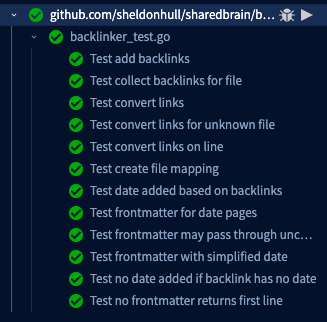 github.com/sheldonhull/sharedbrain/b...
backlinker_test.go
Test add backlinks
Test collect backlinks for file
Test convert links
Test convert links for unknown file
Test convert links on line
Test create file mapping
Test date added based on backlinks
Test frontmatter for date pages
Test frontmatter may pass through unc...
Test frontmatter with simplified date
Test no date added if backlink has no date
Test no frontmatter returns first line